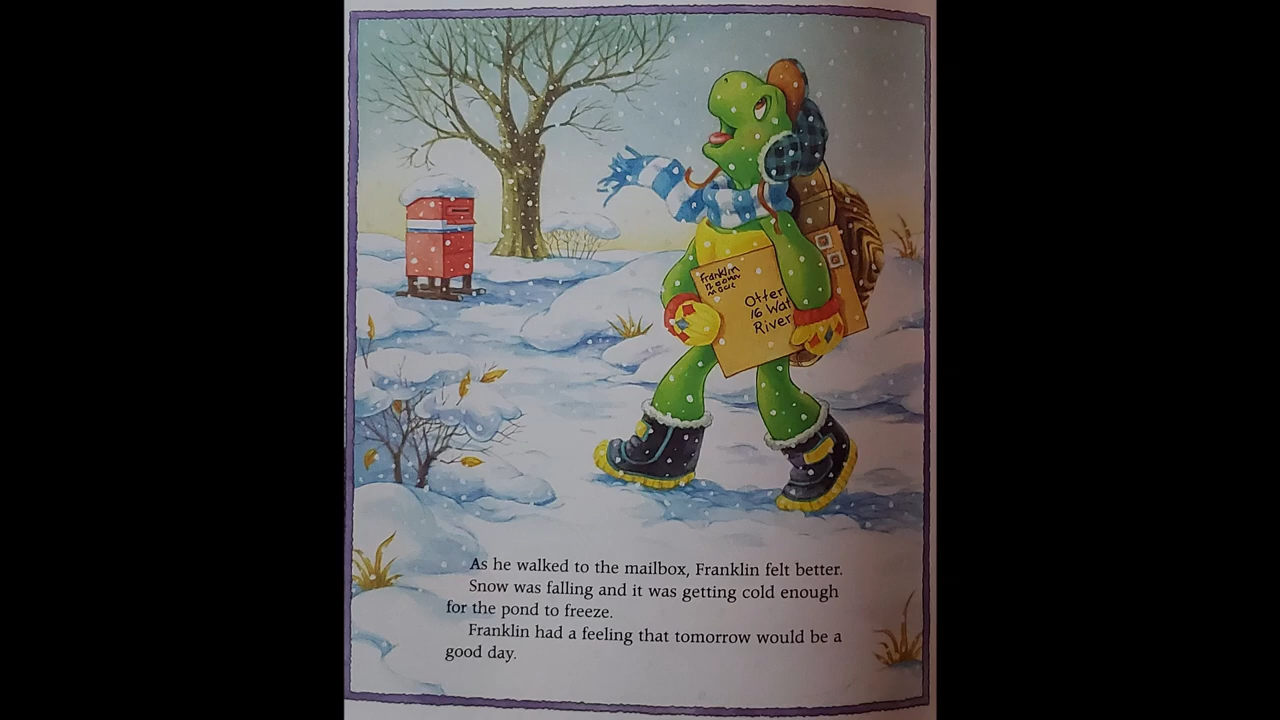 Franklin
Otter
16 Wat
River
As he walked to the mailbox, Franklin felt better.
Snow was falling and it was getting cold enough
for the pond to freeze.
Franklin had a feeling that tomorrow would be a
good day.